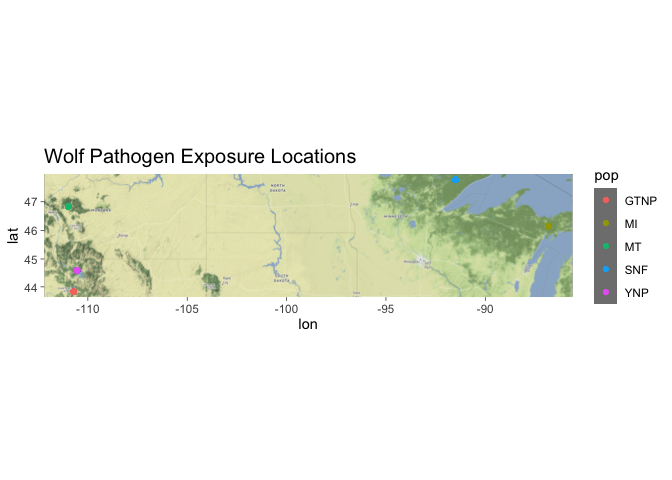 Wolf Pathogen Exposure Locations
lat
47
46
45
44
NORTH
DAKOTA
SOUTH
DAKOTA
-110
-105
-100
-95
-90
lon
pop
GTNP
MI
MT
SNF
YNP